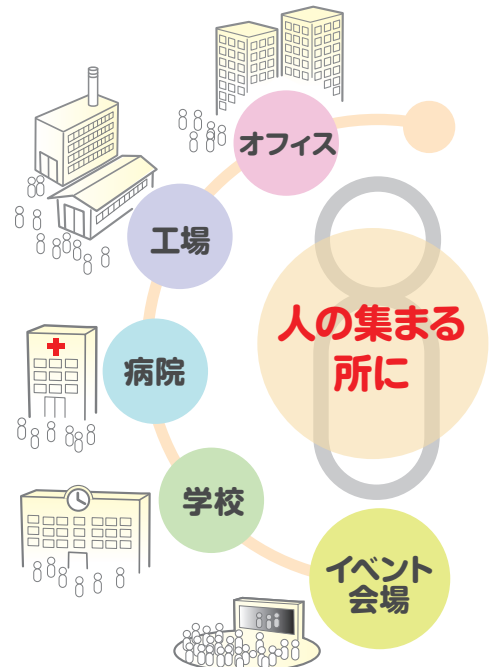 オフィス
工場
人の集まる
所に
病院
学校
イベント
会場